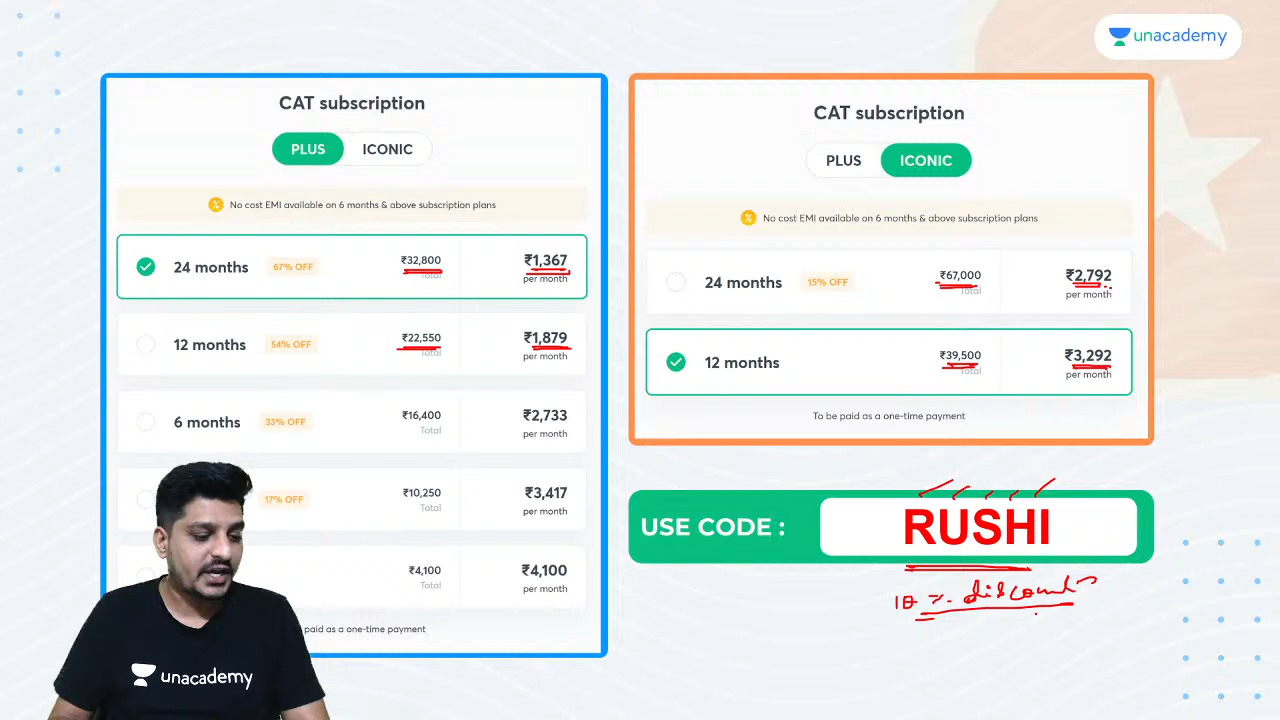 unacademy
CAT subscription
PLUS ICONIC
No cost EMI available on 6 months & above subscription plans
24 months 67% OFF ₹32,800 Total ₹1,367 per month
12 months 54% OFF ₹22,550 Total ₹1,879 per month
6 months 33% OFF ₹16,400 Total ₹2,733 per month
17% OFF ₹10,250 Total ₹3,417 per month
₹4,100 Total ₹4,100 per month
paid as a one-time payment
CAT subscription
PLUS ICONIC
No cost EMI available on 6 months & above subscription plans
24 months 15% OFF ₹67,000 Total ₹2,792 per month
12 months ₹39,500 Total ₹3,292 per month
To be paid as a one-time payment
USE CODE : RUSHI
10 % discount
unacademy